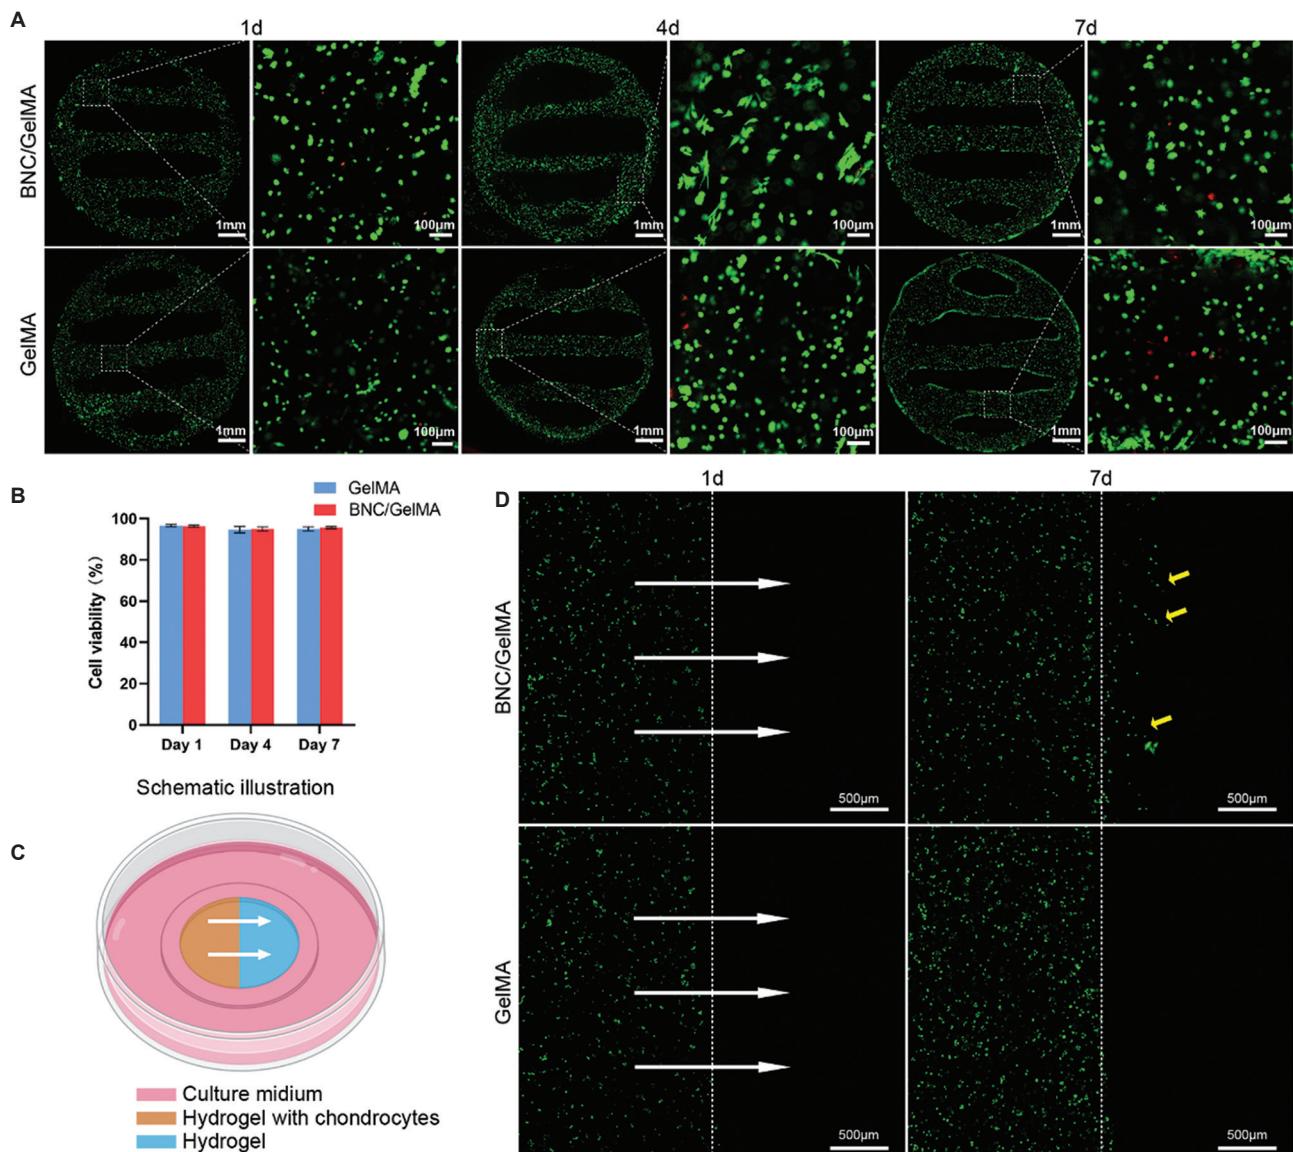 A
1d
4d
7d
BNC/GelMA
1mm
100μm
1mm
100μm
1mm
100μm
GelMA
1mm
100μm
1mm
100μm
1mm
100μm
B
GelMA
BNC/GelMA
Cell viability (%)
100
80
60
40
20
0
Day 1
Day 4
Day 7
C
Schematic illustration
Culture midium
Hydrogel with chondrocytes
Hydrogel
D
1d
7d
BNC/GelMA
500μm
500μm
GelMA
500μm
500μm